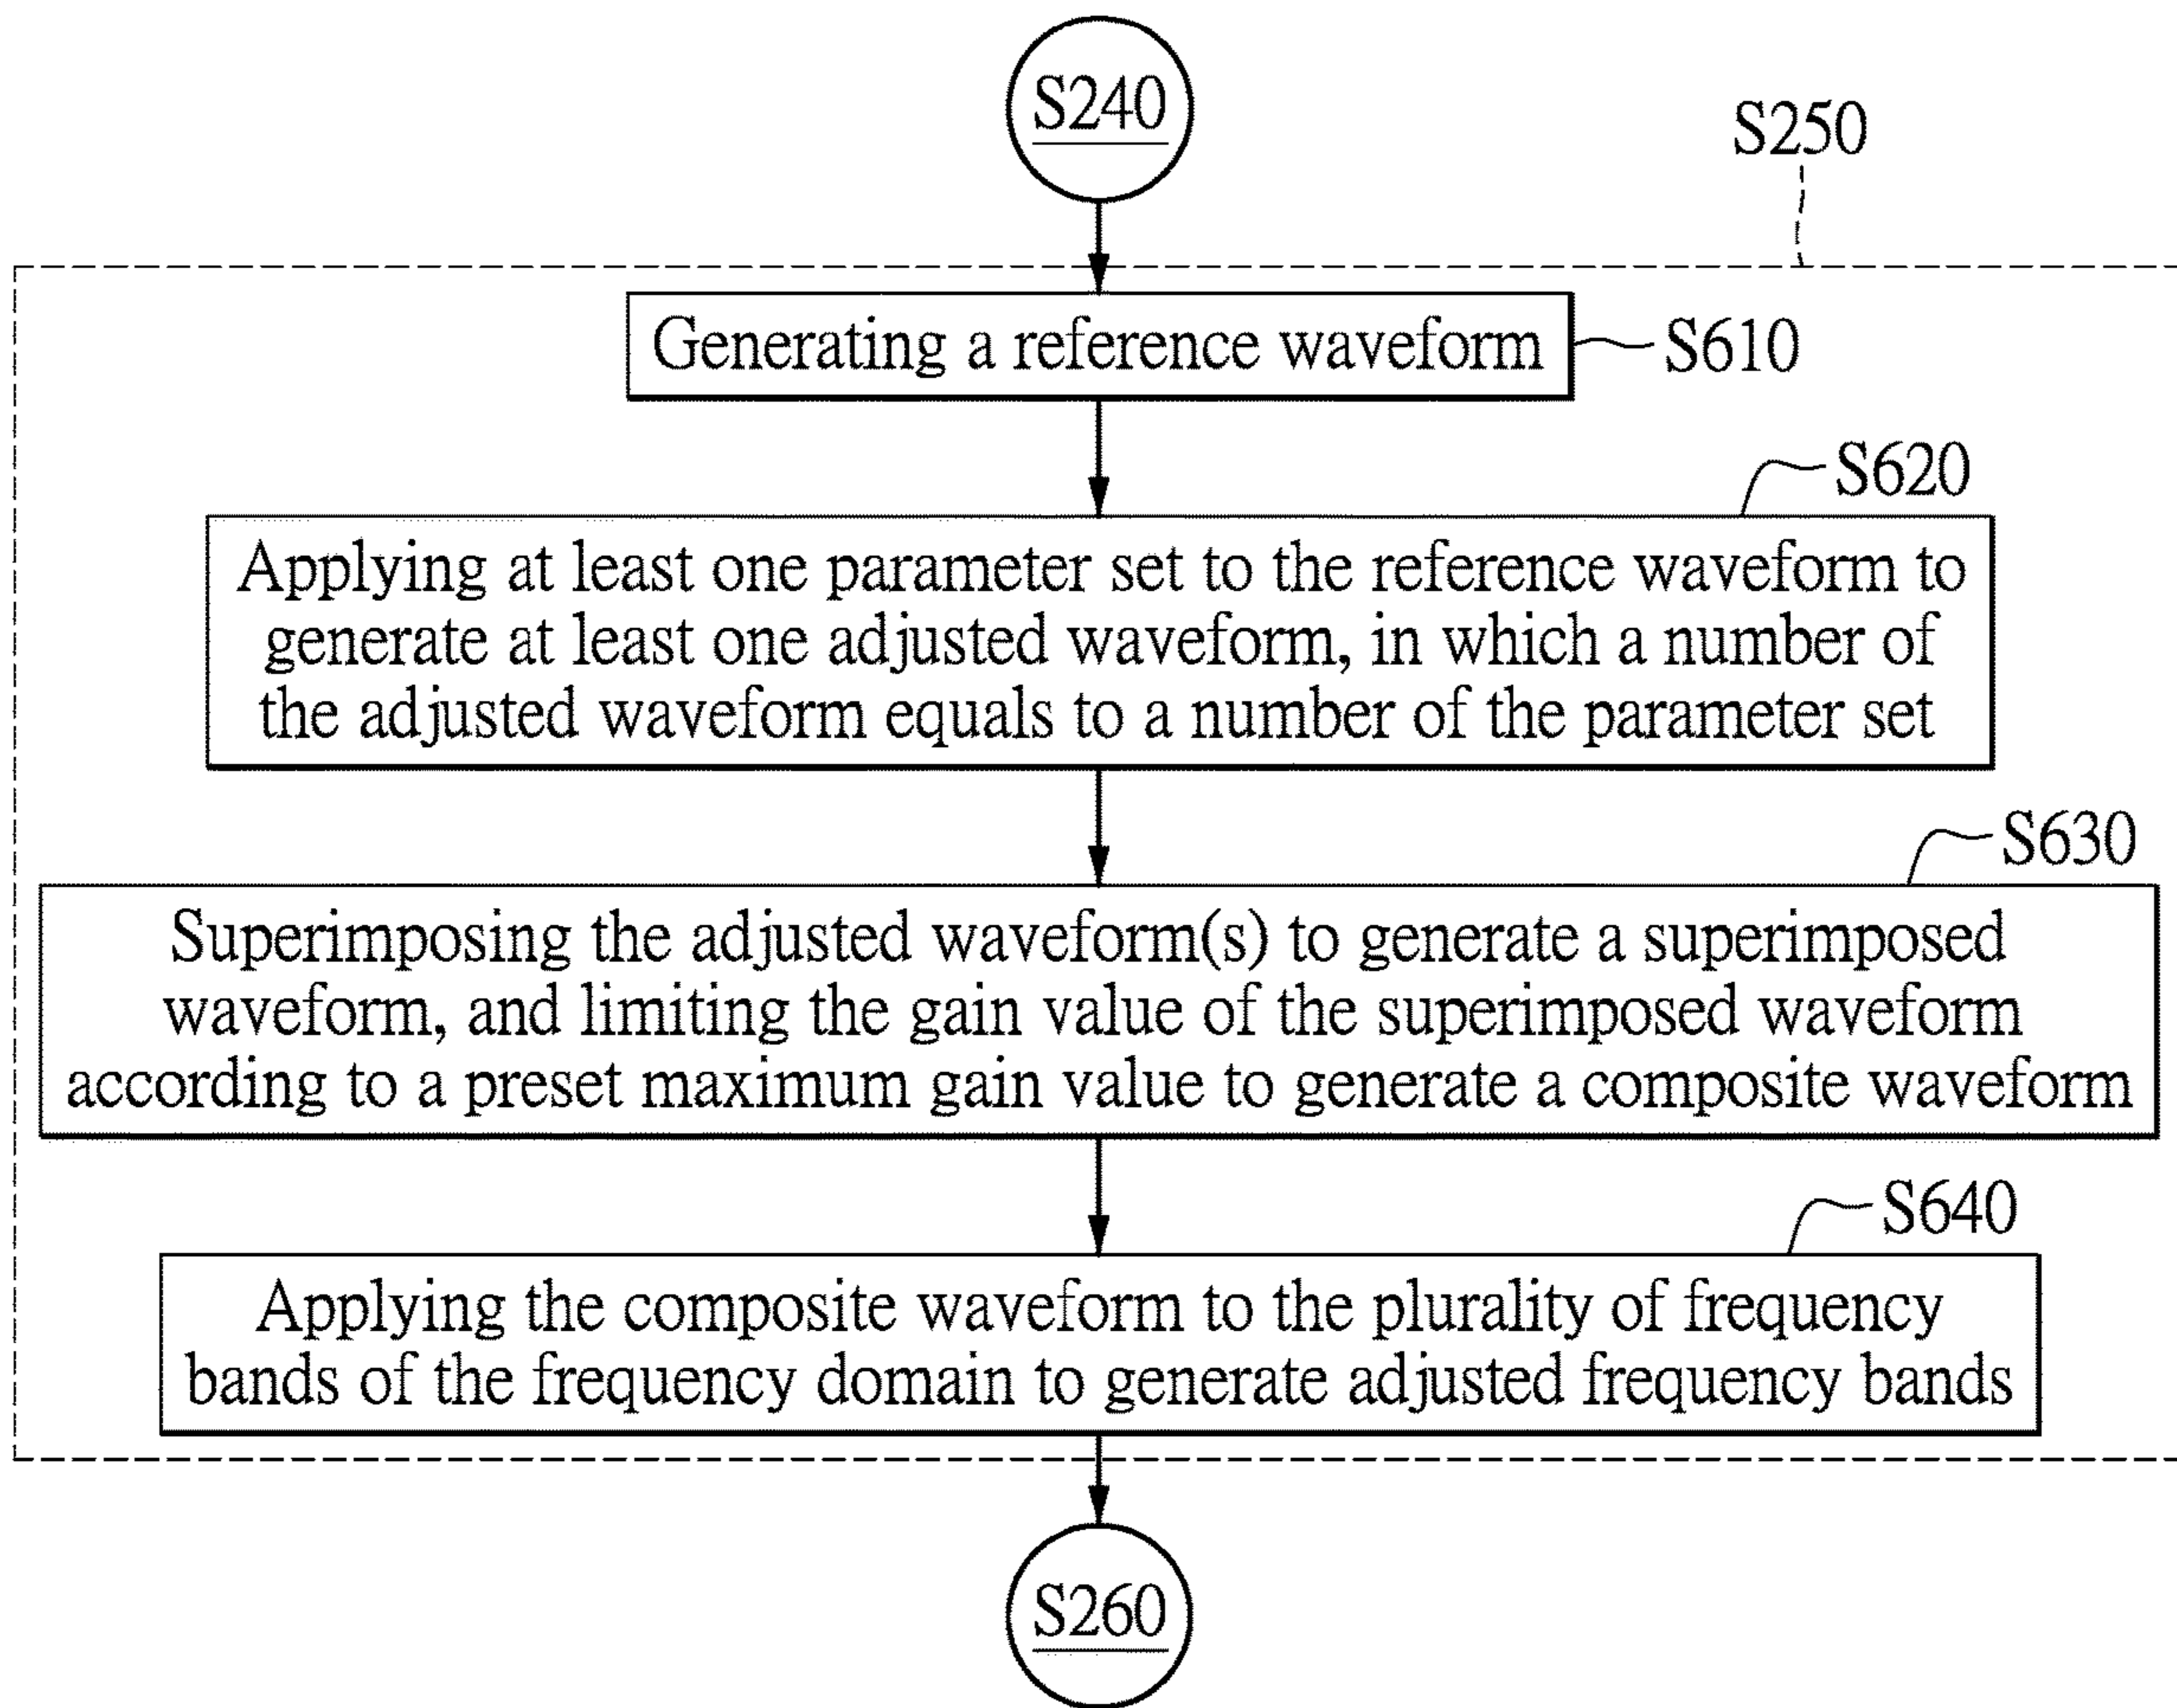 S240
S250
Generating a reference waveform
S610
S620
Applying at least one parameter set to the reference waveform to
generate at least one adjusted waveform, in which a number of
the adjusted waveform equals to a number of the parameter set
S630
Superimposing the adjusted waveform(s) to generate a superimposed
waveform, and limiting the gain value of the superimposed waveform
according to a preset maximum gain value to generate a composite waveform
S640
Applying the composite waveform to the plurality of frequency
bands of the frequency domain to generate adjusted frequency bands
S260